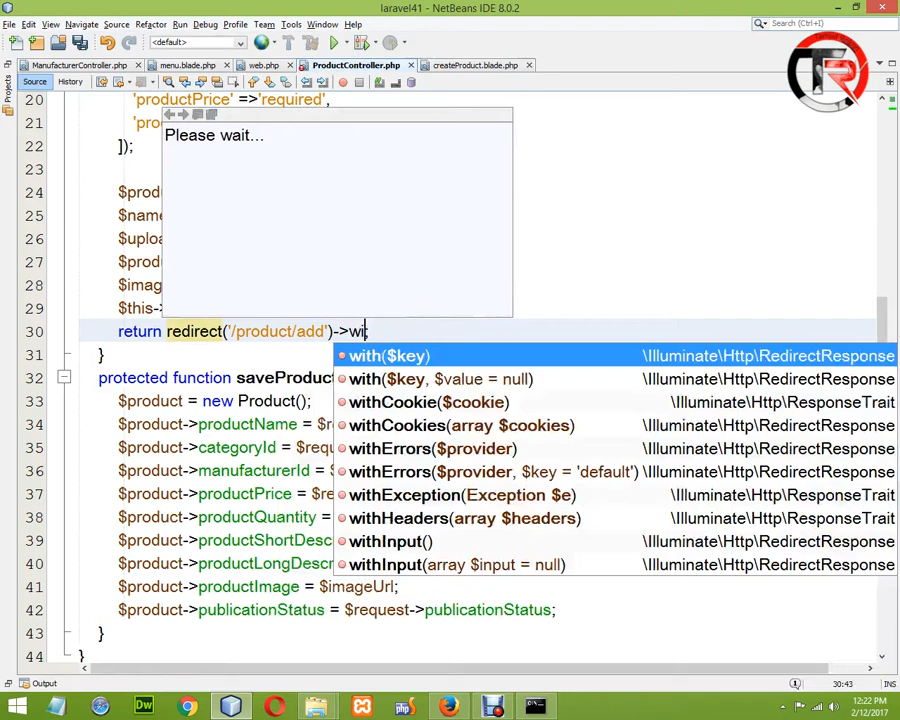 laravel41 - NetBeans IDE 8.0.2
File Edit View Navigate Source Refactor Run Debug Profile Team Tools Window Help
Search (Ctrl+I)
<default>
ManufacturerController.php menu.blade.php web.php ProductController.php createProduct.blade.php
Source History
Projects
20 'productPrice' =>'required',
21 'pro
22 ]);
23
24 $prod
25 $name
26 $uploa
27 $prod
28 $imag
29 $this-
30 return redirect('/product/add')->wi;
31 }
32 protected function saveProduct
33 $product = new Product();
34 $product->productName = $r
35 $product->categoryId = $requ
36 $product->manufacturerId = $
37 $product->productPrice = $re
38 $product->productQuantity =
39 $product->productShortDesc
40 $product->productLongDescr
41 $product->productImage = $imageUrl;
42 $product->publicationStatus = $request->publicationStatus;
43 }
44 }
Please wait...
with($key) \Illuminate\Http\RedirectResponse
with($key, $value = null) \Illuminate\Http\RedirectResponse
withCookie($cookie) \Illuminate\Http\ResponseTrait
withCookies(array $cookies) \Illuminate\Http\RedirectResponse
withErrors($provider) \Illuminate\Http\RedirectResponse
withErrors($provider, $key = 'default') \Illuminate\Http\RedirectResponse
withException(Exception $e) \Illuminate\Http\ResponseTrait
withHeaders(array $headers) \Illuminate\Http\ResponseTrait
withInput() \Illuminate\Http\RedirectResponse
withInput(array $input = null) \Illuminate\Http\RedirectResponse
Output
30:43 INS
Dw
php
12:22 PM
2/12/2017